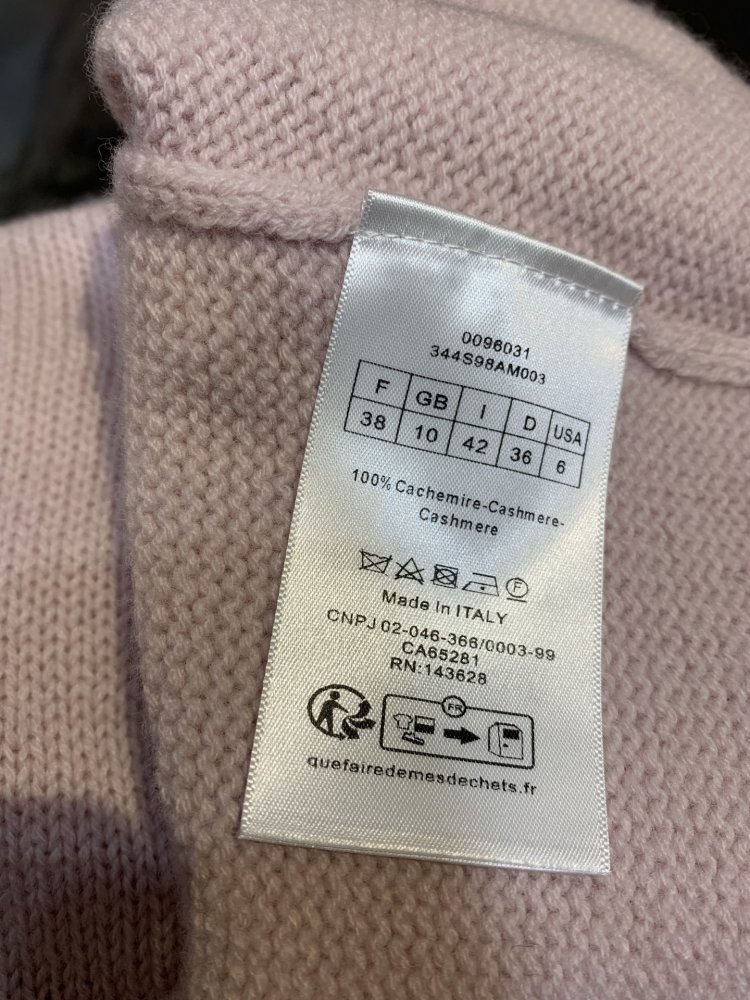 0096031
344S98AM003
F GB I D USA
38 10 42 36 6
100% Cachemire-Cashmere-
Cashmere
F
Made In ITALY
CNPJ 02-046-366/0003-99
CA65281
RN:143628
FR
quefairedemesdechets.fr